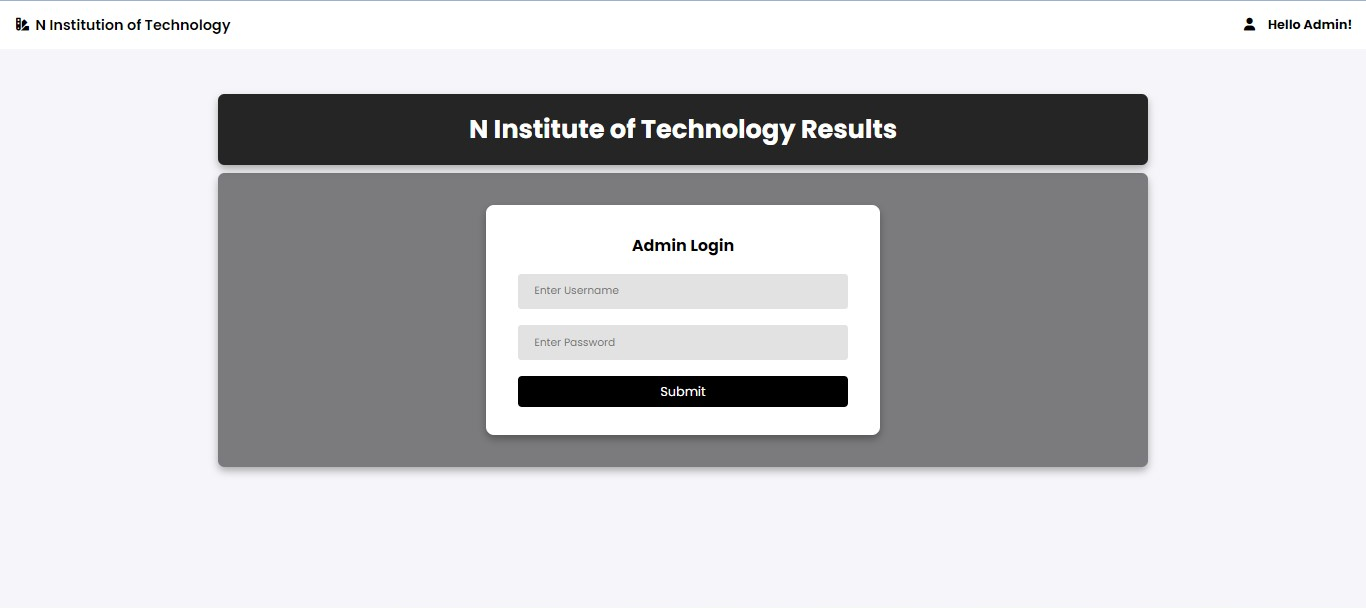 N Institution of Technology
Hello Admin!
N Institute of Technology Results
Admin Login
Enter Username
Enter Password
Submit